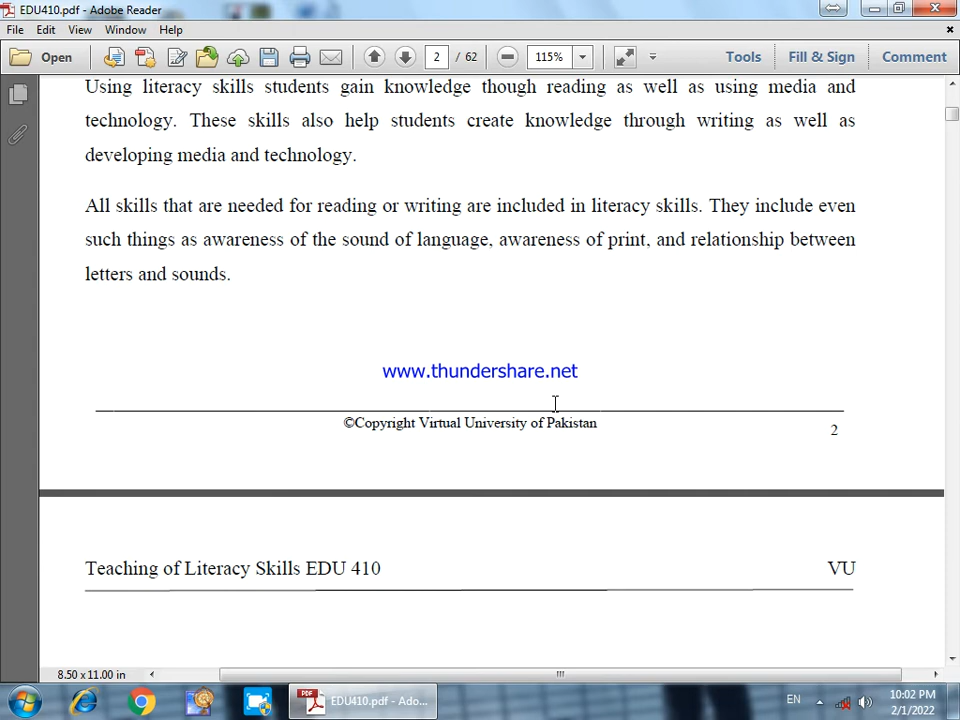 EDU410.pdf - Adobe Reader
File Edit View Window Help
Open 2 / 62 115% Tools Fill & Sign Comment
Using literacy skills students gain knowledge though reading as well as using media and
technology. These skills also help students create knowledge through writing as well as
developing media and technology.
All skills that are needed for reading or writing are included in literacy skills. They include even
such things as awareness of the sound of language, awareness of print, and relationship between
letters and sounds.
www.thundershare.net
©Copyright Virtual University of Pakistan
2
Teaching of Literacy Skills EDU 410 VU
8.50 x 11.00 in
EDU410.pdf - Ado... EN 10:02 PM
2/1/2022